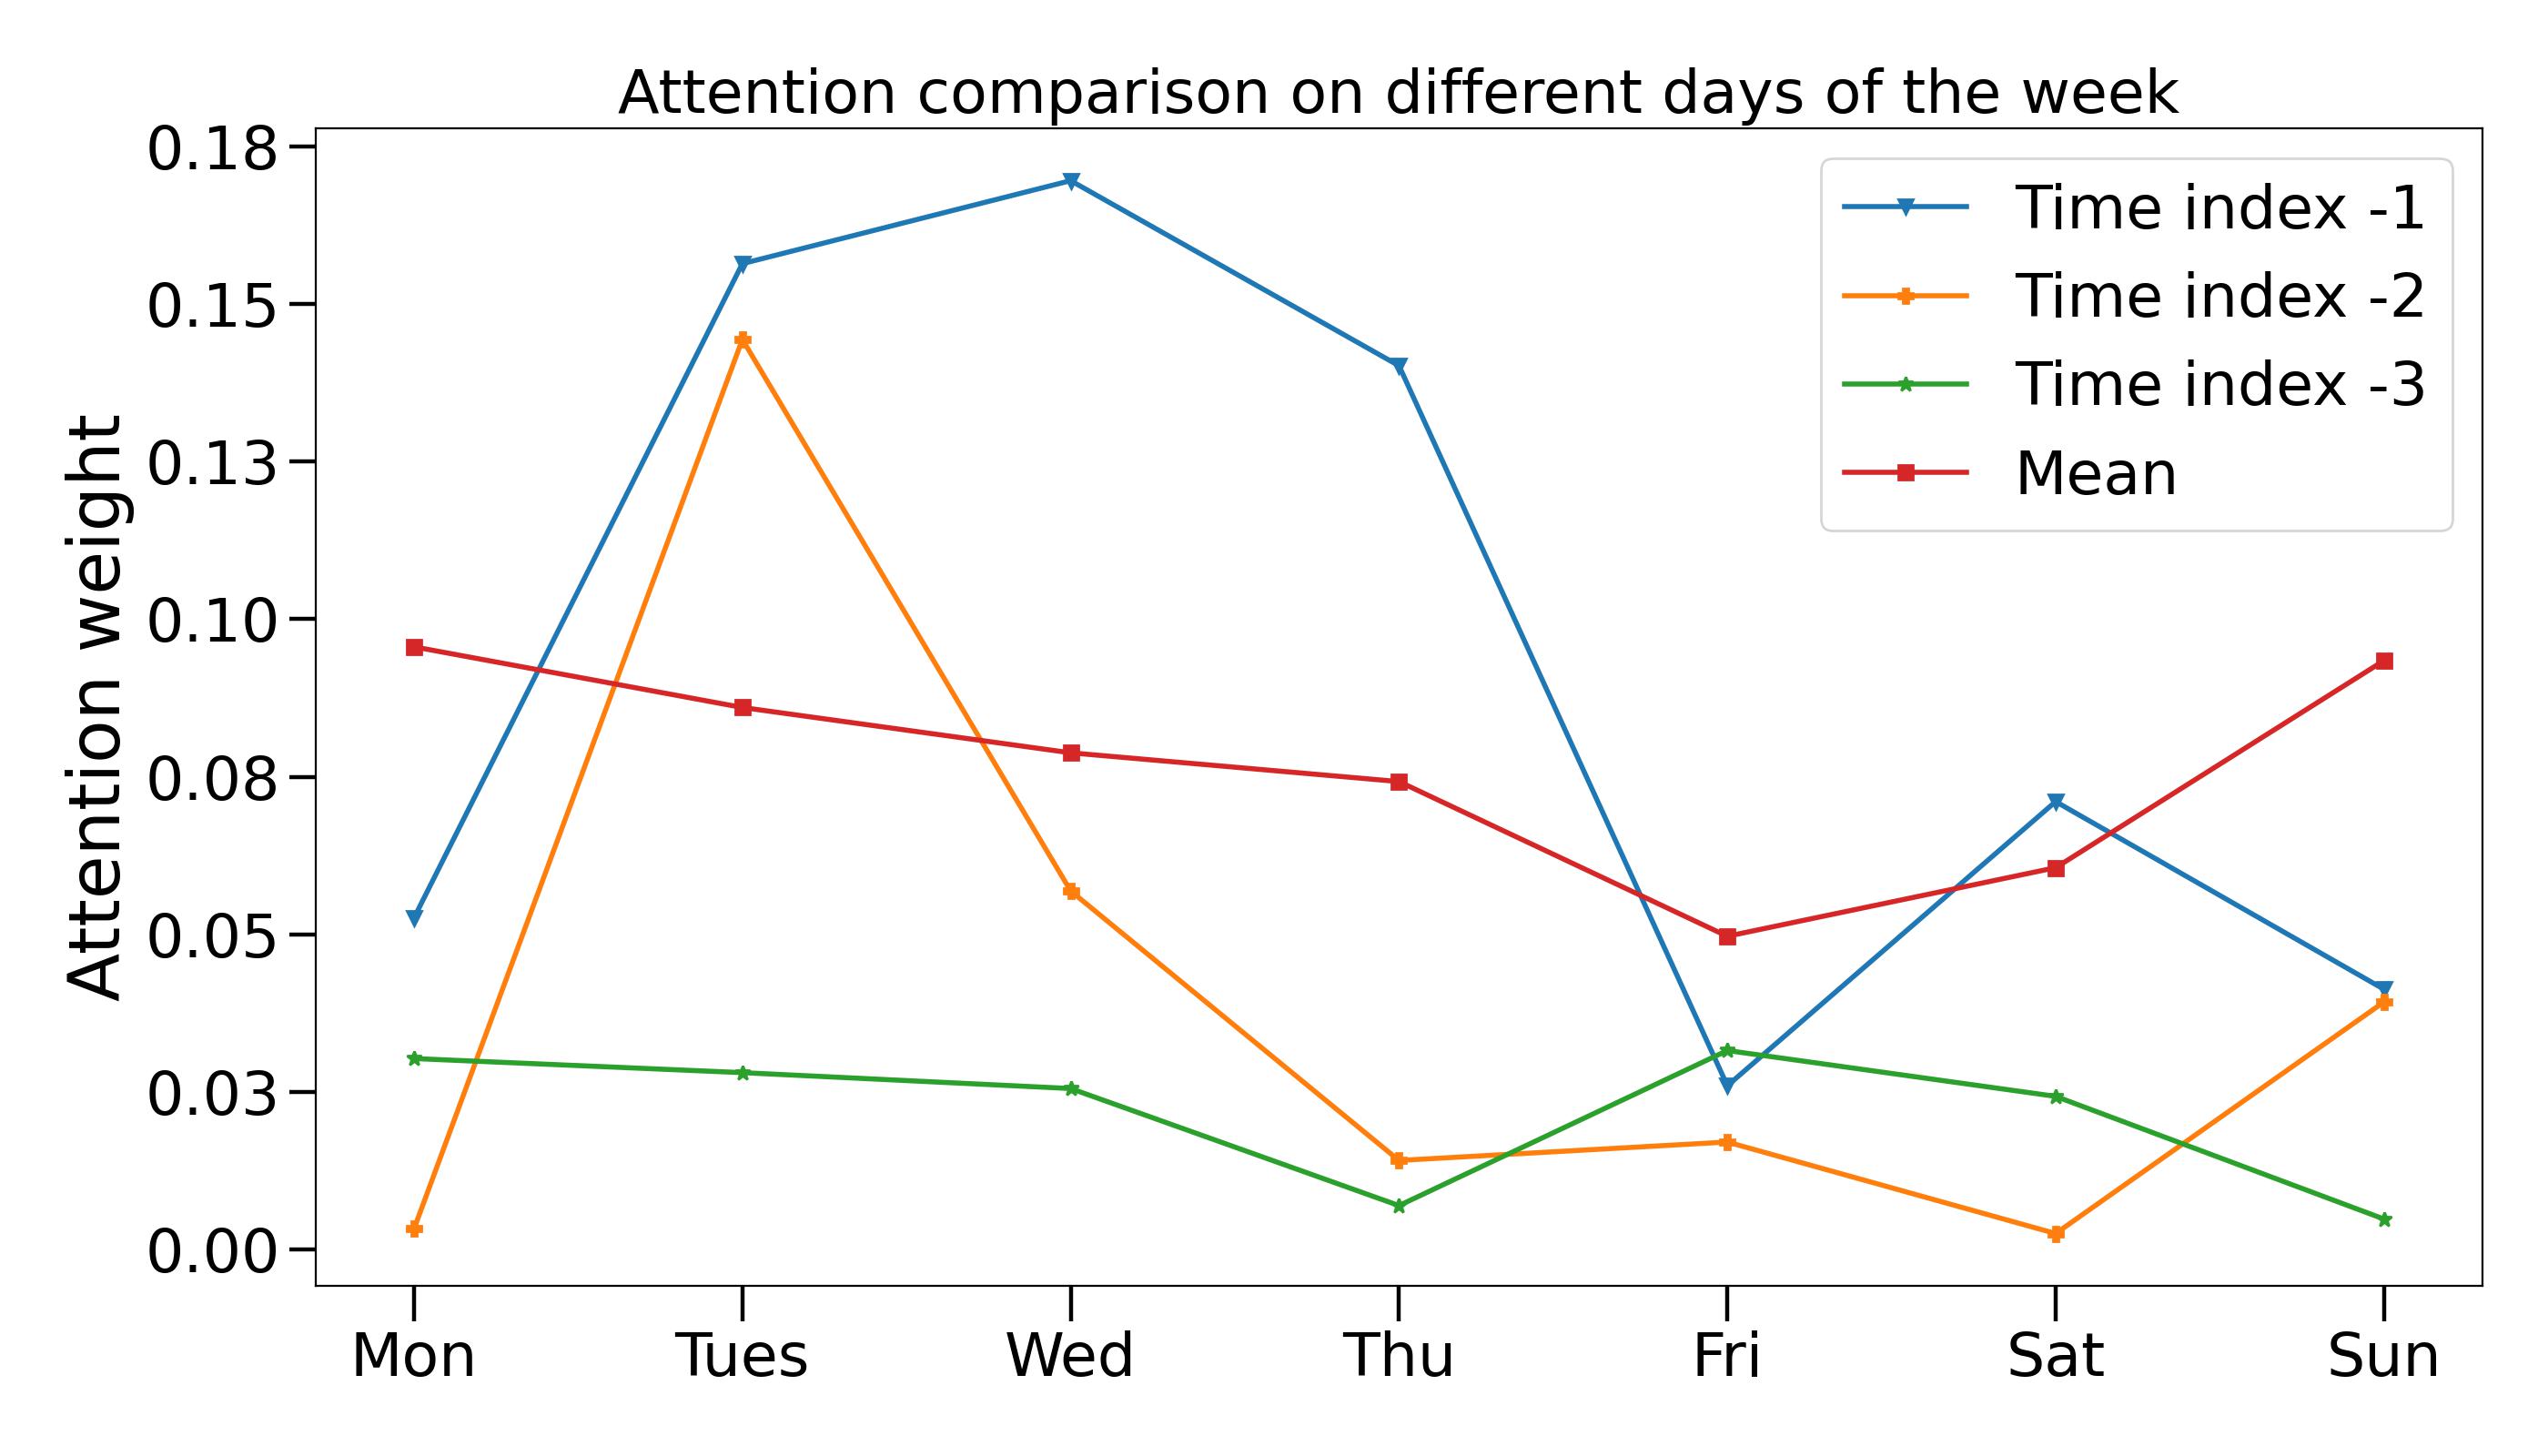 Attention comparison on different days of the week
Attention weight
0.18
0.15
0.13
0.10
0.08
0.05
0.03
0.00
Time index -1
Time index -2
Time index -3
Mean
Mon Tues Wed Thu Fri Sat Sun